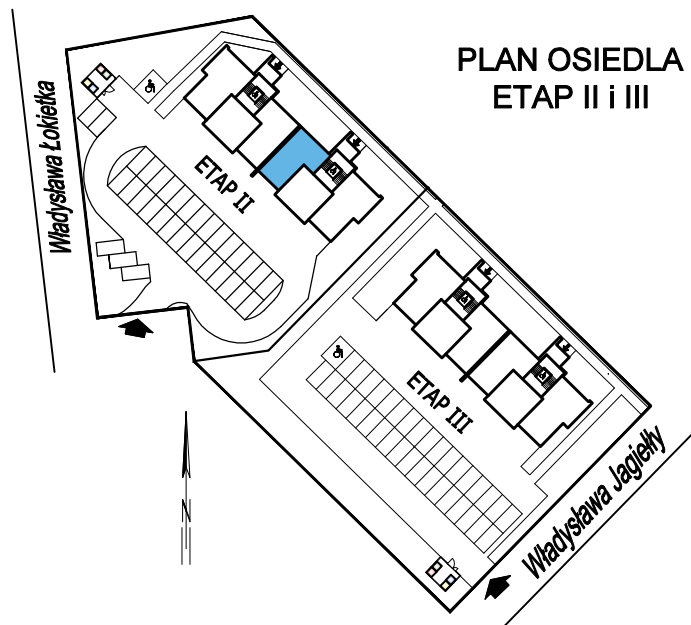 PLAN OSIEDLA
ETAP II i III
Władysława Łokietka
ETAP II
ETAP III
N
Władysława Jagiełły